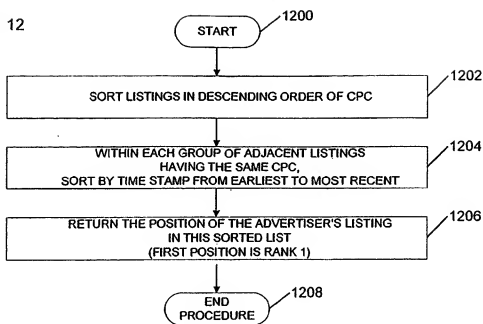 12
1200
START
1202
SORT LISTINGS IN DESCENDING ORDER OF CPC
1204
WITHIN EACH GROUP OF ADJACENT LISTINGS
HAVING THE SAME CPC,
SORT BY TIME STAMP FROM EARLIEST TO MOST RECENT
1206
RETURN THE POSITION OF THE ADVERTISER'S LISTING
IN THIS SORTED LIST
(FIRST POSITION IS RANK 1)
END
PROCEDURE
1208